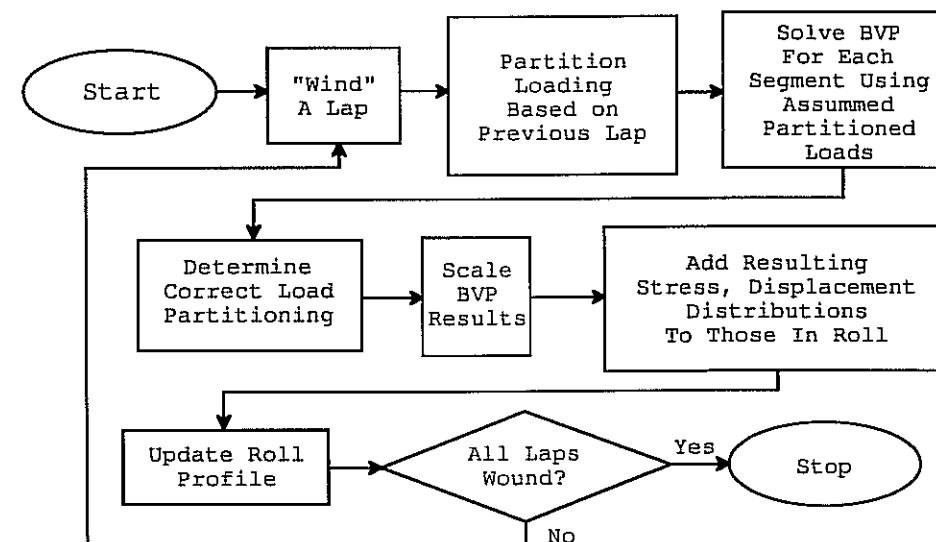 Start
"Wind"
A Lap
Partition
Loading
Based on
Previous Lap
Solve BVP
For Each
Segment Using
Assummed
Partitioned
Loads
Determine
Correct Load
Partitioning
Scale
BVP
Results
Add Resulting
Stress, Displacement
Distributions
To Those In Roll
Update Roll
Profile
All Laps
Wound?
Yes
Stop
No